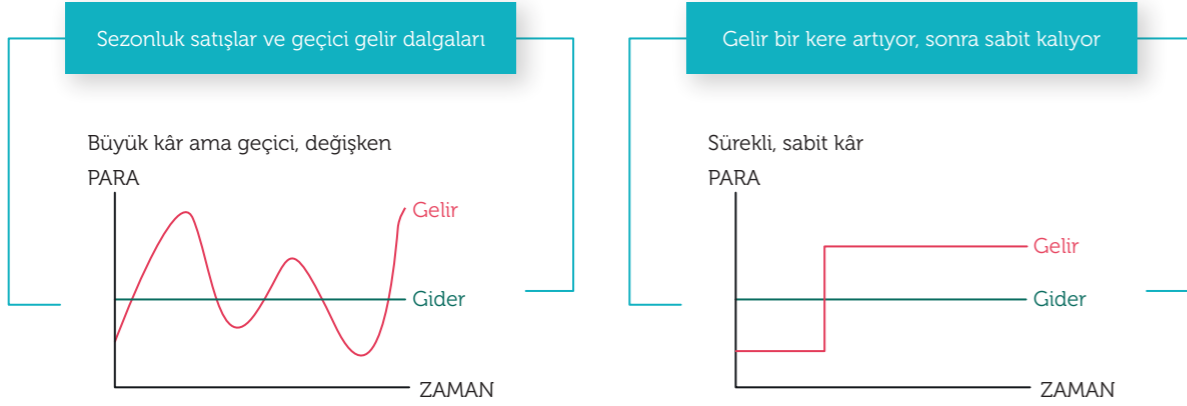 Sezonluk satışlar ve geçici gelir dalgaları
Büyük kâr ama geçici, değişken
PARA
Gelir
Gider
ZAMAN
Gelir bir kere artıyor, sonra sabit kalıyor
Sürekli, sabit kâr
PARA
Gelir
Gider
ZAMAN